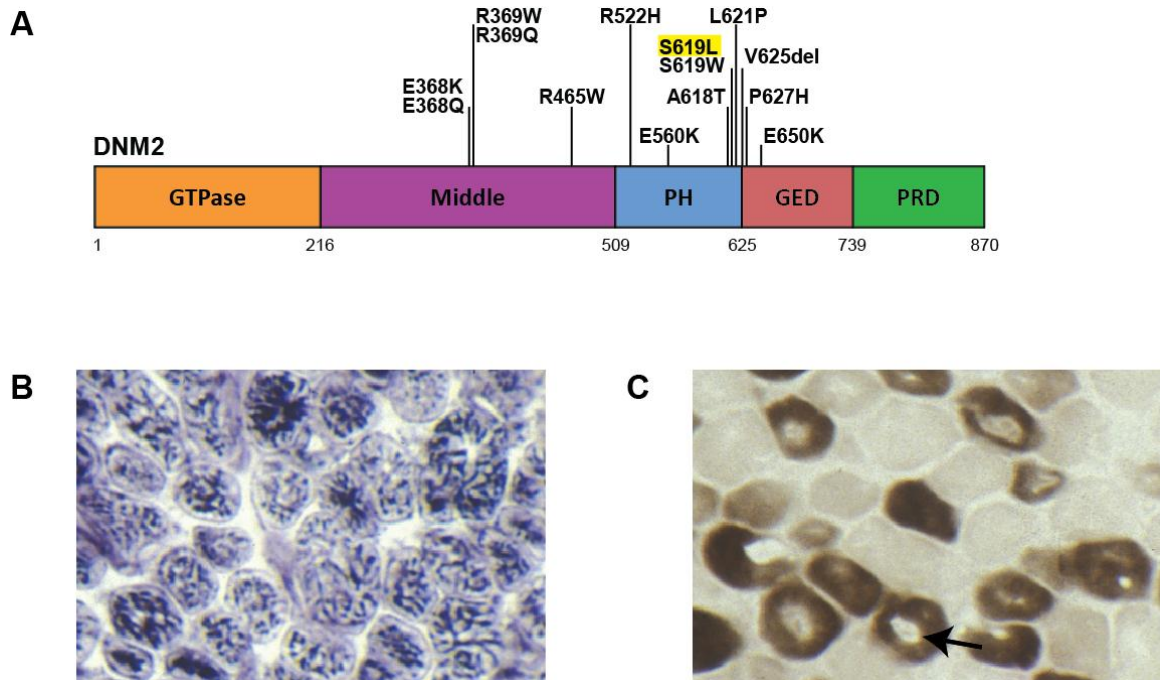 A
R369W
R369Q
R522H
L621P
S619L
S619W
V625del
E368K
E368Q
R465W
A618T
P627H
E560K
E650K
DNM2
GTPase
Middle
PH
GED
PRD
1
216
509
625
739
870
B
C